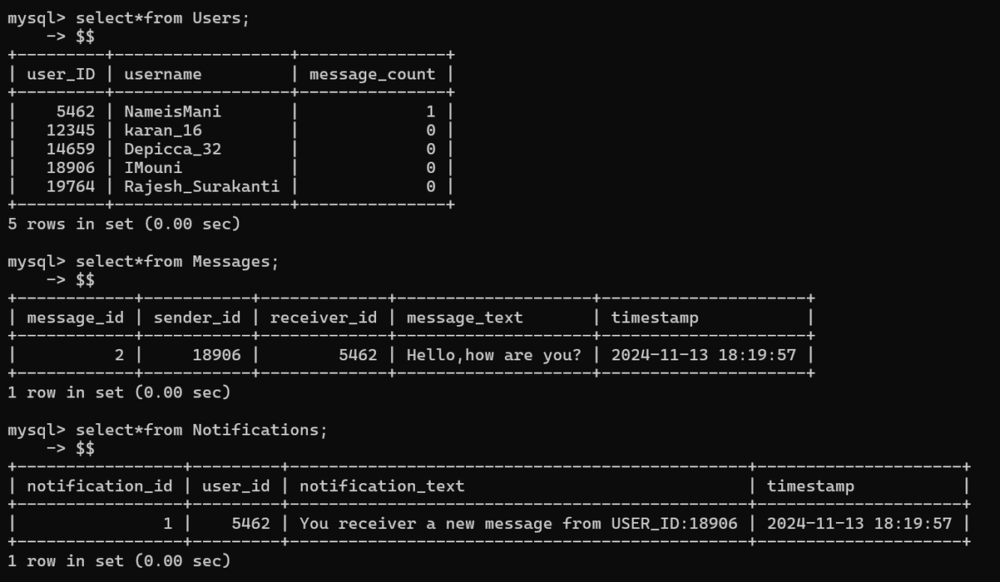 mysql> select*from Users;
    -> $$
+---------+------------------+---------------+
| user_ID | username         | message_count |
+---------+------------------+---------------+
|    5462 | NameisMani       |             1 |
|   12345 | karan_16         |             0 |
|   14659 | Depicca_32       |             0 |
|   18906 | IMouni           |             0 |
|   19764 | Rajesh_Surakanti |             0 |
+---------+------------------+---------------+
5 rows in set (0.00 sec)

mysql> select*from Messages;
    -> $$
+------------+-----------+-------------+--------------------+---------------------+
| message_id | sender_id | receiver_id | message_text       | timestamp           |
+------------+-----------+-------------+--------------------+---------------------+
|          2 |     18906 |        5462 | Hello,how are you? | 2024-11-13 18:19:57 |
+------------+-----------+-------------+--------------------+---------------------+
1 row in set (0.00 sec)

mysql> select*from Notifications;
    -> $$
+-----------------+---------+-----------------------------------------------+---------------------+
| notification_id | user_id | notification_text                             | timestamp           |
+-----------------+---------+-----------------------------------------------+---------------------+
|               1 |    5462 | You receiver a new message from USER_ID:18906 | 2024-11-13 18:19:57 |
+-----------------+---------+-----------------------------------------------+---------------------+
1 row in set (0.00 sec)